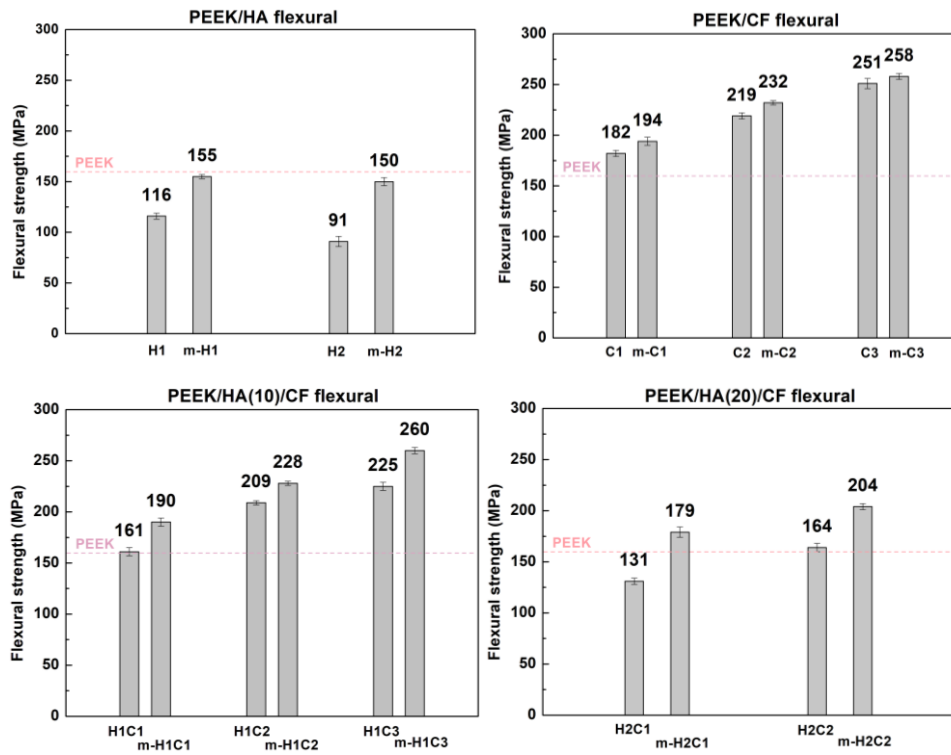 PEEK/HA flexural
300
250
200
150
100
50
0
Flexural strength (MPa)
PEEK
116
155
91
150
H1 m-H1 H2 m-H2
PEEK/CF flexural
300
250
200
150
100
50
0
Flexural strength (MPa)
PEEK
182
194
219
232
251
258
C1 m-C1 C2 m-C2 C3 m-C3
PEEK/HA(10)/CF flexural
300
250
200
150
100
50
0
Flexural strength (MPa)
PEEK
161
190
209
228
225
260
H1C1 H1C2 H1C3
m-H1C1 m-H1C2 m-H1C3
PEEK/HA(20)/CF flexural
300
250
200
150
100
50
0
Flexural strength (MPa)
PEEK
131
179
164
204
H2C1 H2C2
m-H2C1 m-H2C2